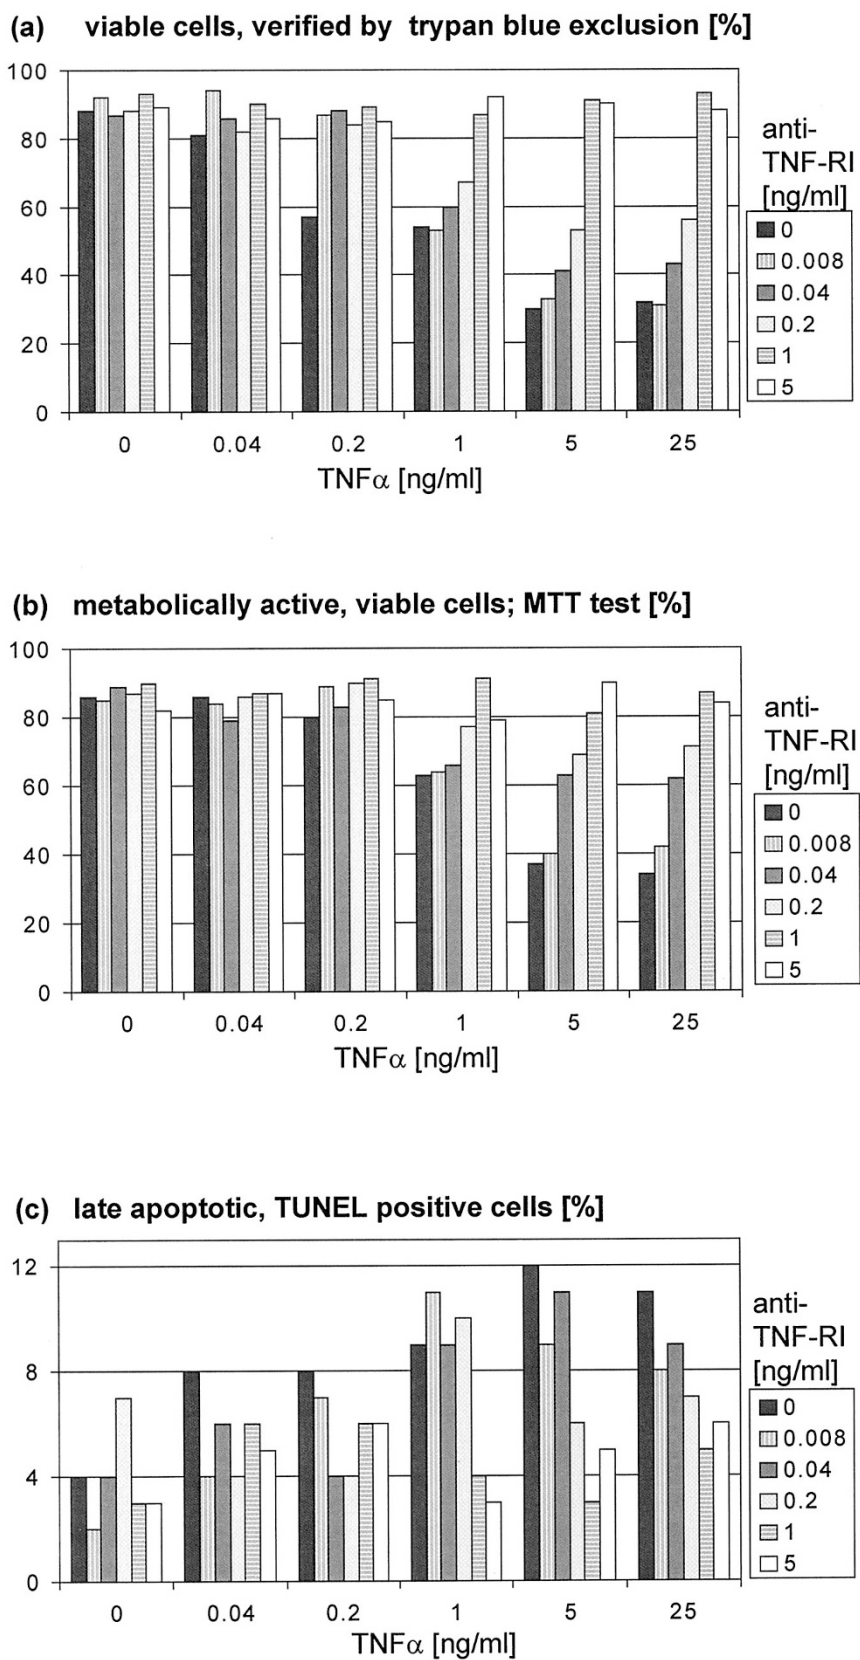 (a) viable cells, verified by trypan blue exclusion [%]
100
80
60
40
20
0
0 0.04 0.2 1 5 25
TNFα [ng/ml]
anti-
TNF-RI
[ng/ml]
0
0.008
0.04
0.2
1
5
(b) metabolically active, viable cells; MTT test [%]
100
80
60
40
20
0
0 0.04 0.2 1 5 25
TNFα [ng/ml]
anti-
TNF-RI
[ng/ml]
0
0.008
0.04
0.2
1
5
(c) late apoptotic, TUNEL positive cells [%]
12
8
4
0
0 0.04 0.2 1 5 25
TNFα [ng/ml]
anti-
TNF-RI
[ng/ml]
0
0.008
0.04
0.2
1
5